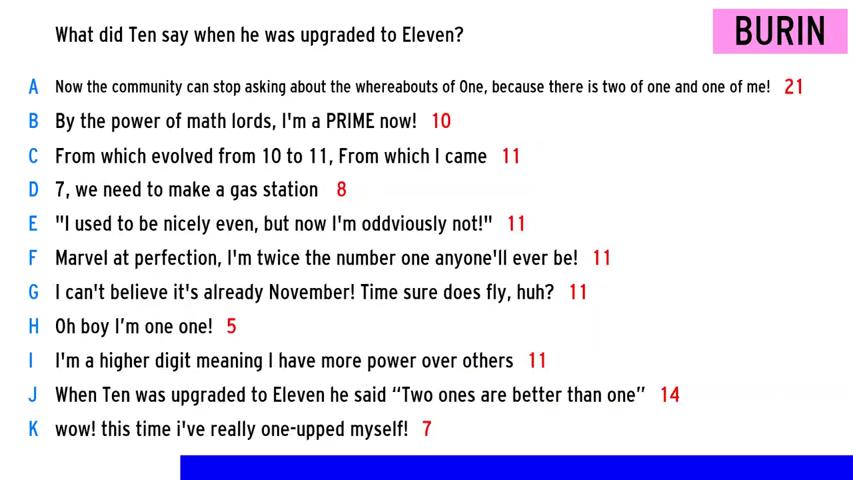 What did Ten say when he was upgraded to Eleven?
BURIN
A Now the community can stop asking about the whereabouts of One, because there is two of one and one of me! 21
B By the power of math lords, I'm a PRIME now! 10
C From which evolved from 10 to 11, From which I came 11
D 7, we need to make a gas station 8
E "I used to be nicely even, but now I'm oddviously not!" 11
F Marvel at perfection, I'm twice the number one anyone'll ever be! 11
G I can't believe it's already November! Time sure does fly, huh? 11
H Oh boy I’m one one! 5
I I'm a higher digit meaning I have more power over others 11
J When Ten was upgraded to Eleven he said “Two ones are better than one” 14
K wow! this time i've really one-upped myself! 7